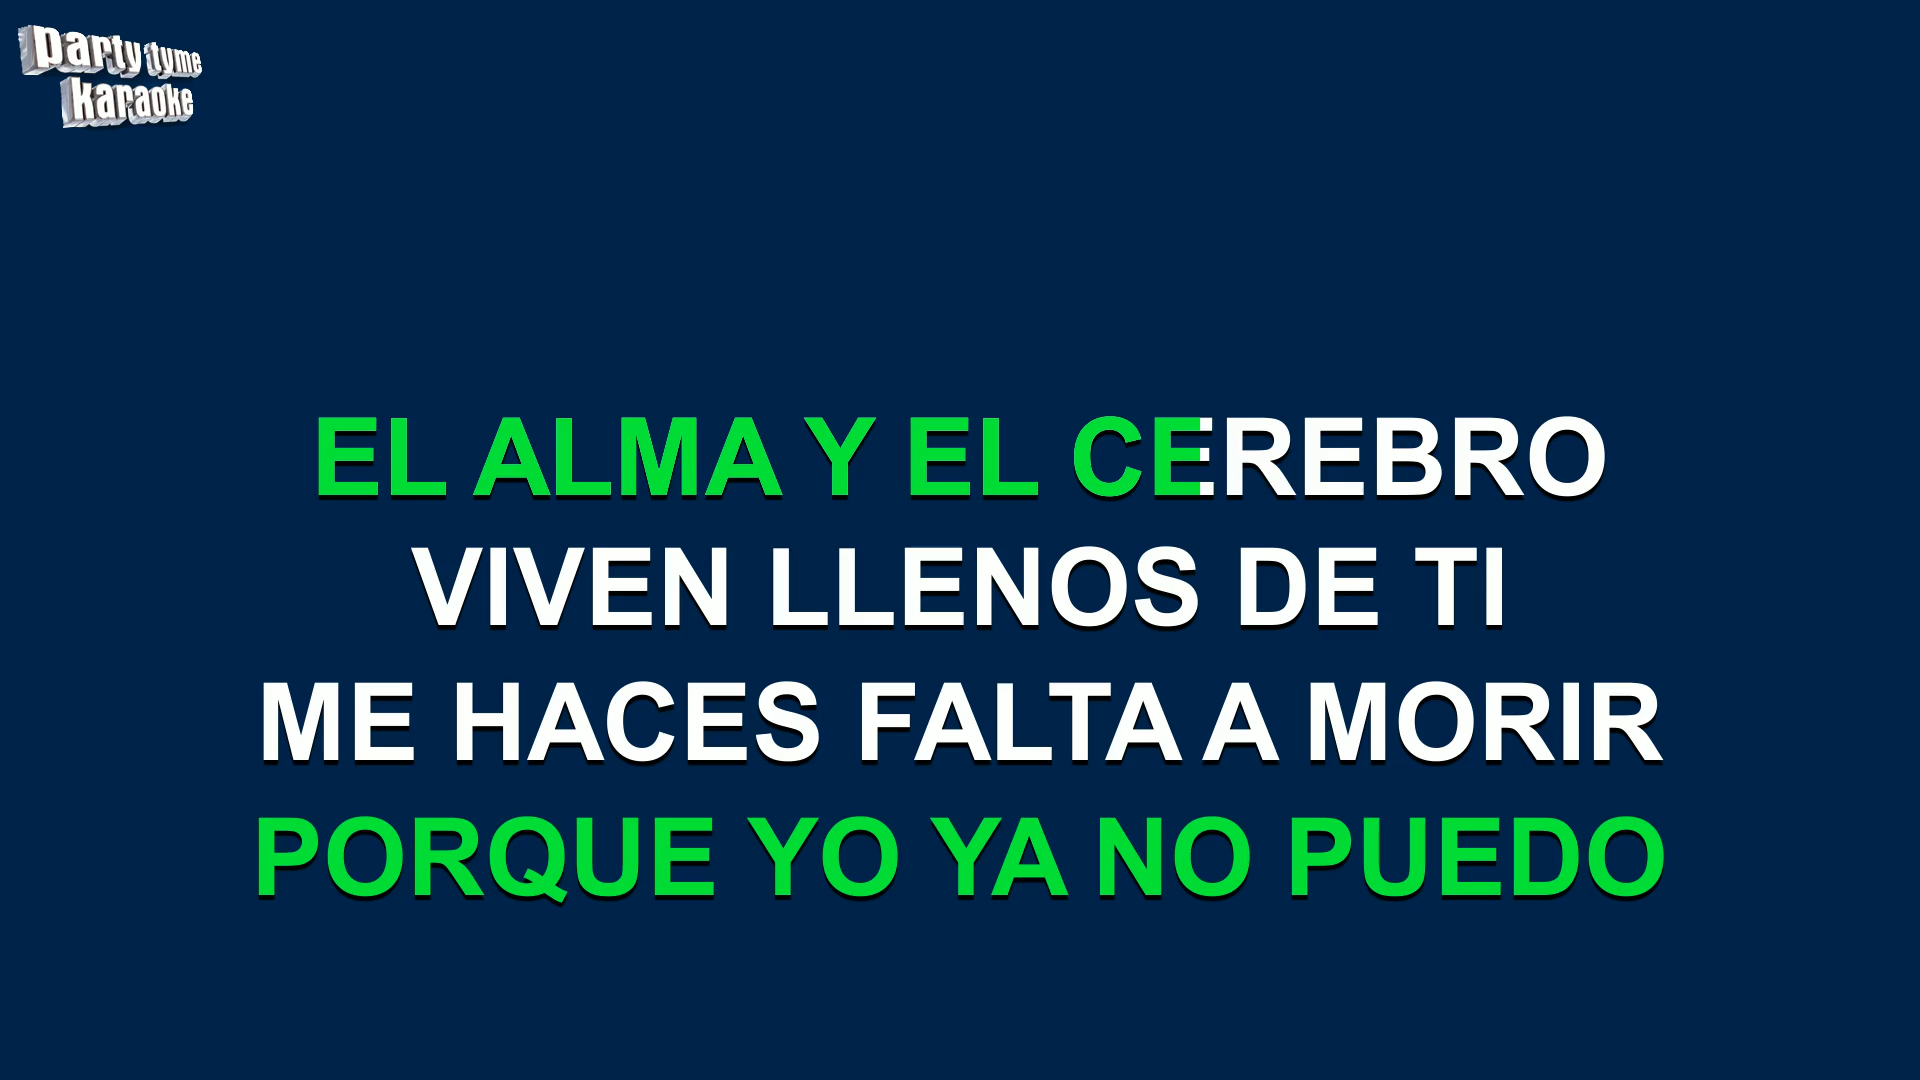 party tyme
karaoke
EL ALMA Y EL CEREBRO
VIVEN LLENOS DE TI
ME HACES FALTA A MORIR
PORQUE YO YA NO PUEDO